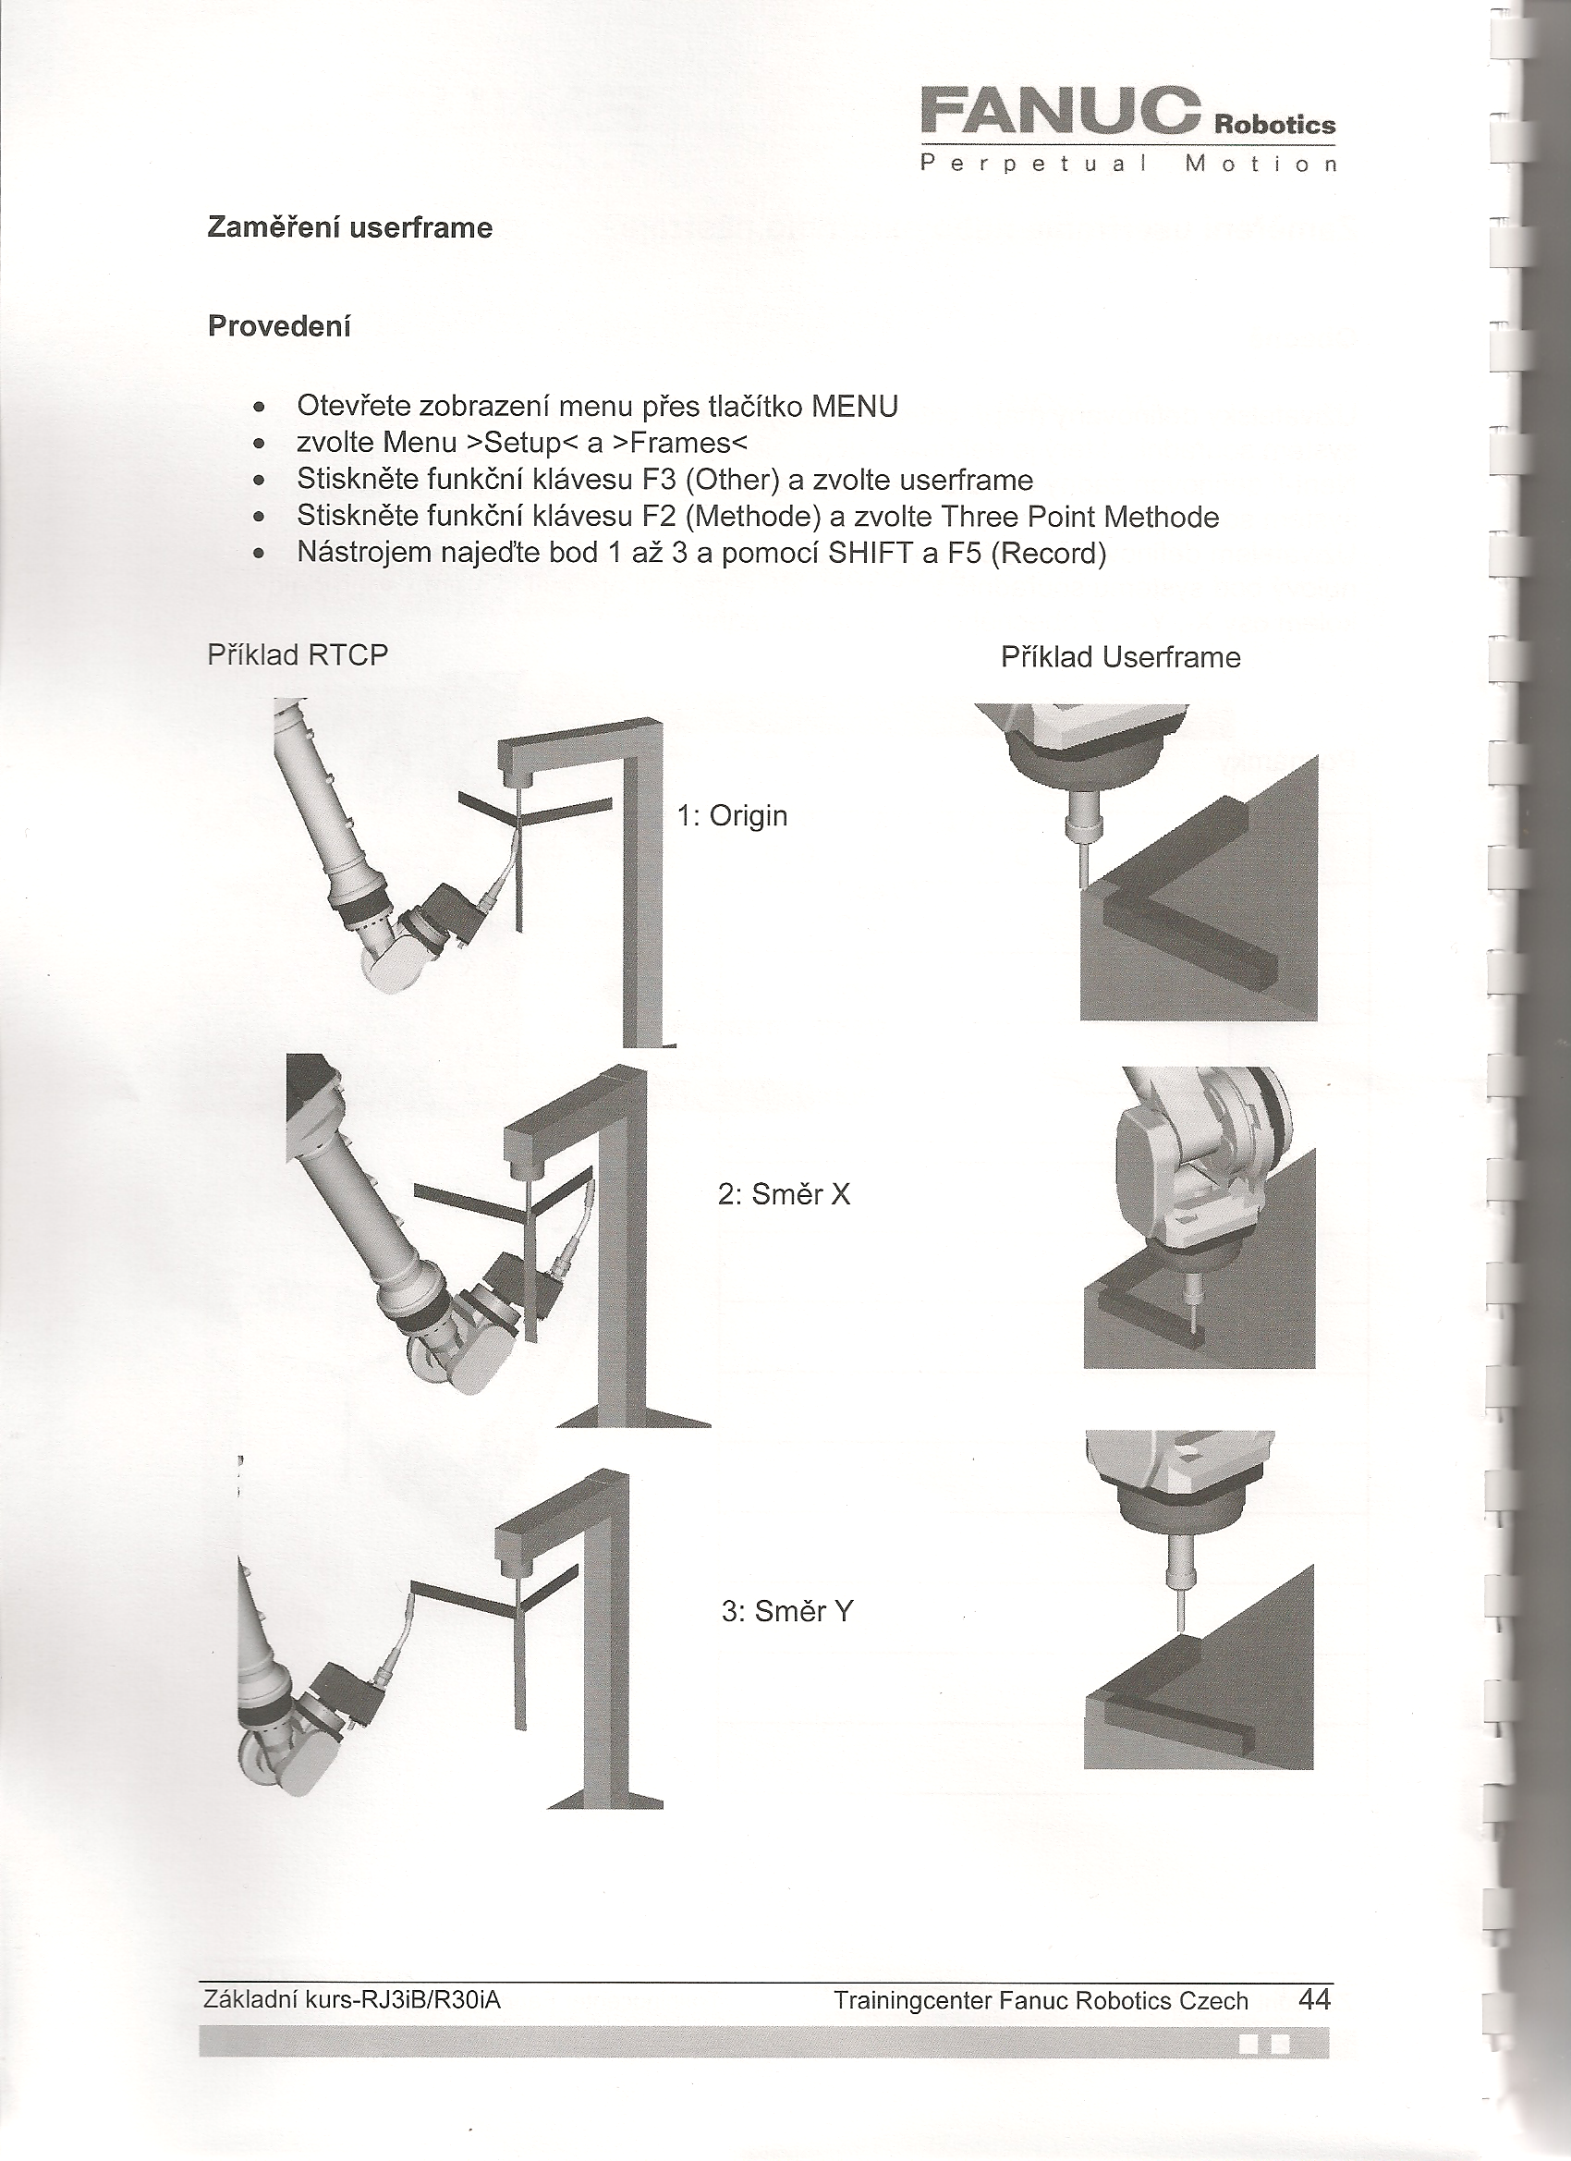 FANUC Robotics
Perpetual Motion
Zaměření userframe
Provedení
• Otevřete zobrazení menu přes tlačítko MENU
• zvolte Menu >Setup< a >Frames<
• Stiskněte funkční klávesu F3 (Other) a zvolte userframe
• Stiskněte funkční klávesu F2 (Methode) a zvolte Three Point Methode
• Nástrojem najeďte bod 1 až 3 a pomocí SHIFT a F5 (Record)
Příklad RTCP
Příklad Userframe
1: Origin
2: Směr X
3: Směr Y
Základní kurs-RJ3iB/R30iA Trainingcenter Fanuc Robotics Czech 44